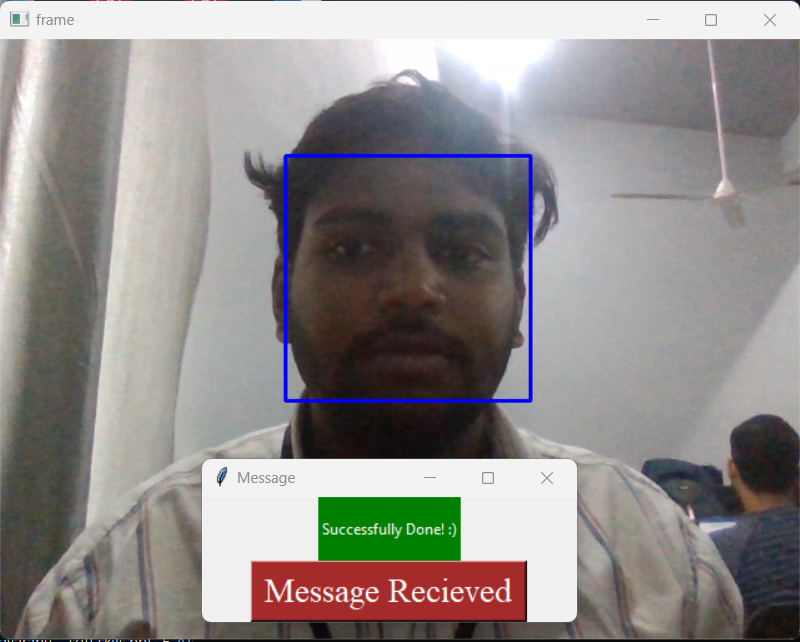 frame
Message
Successfully Done! :)
Message Recieved